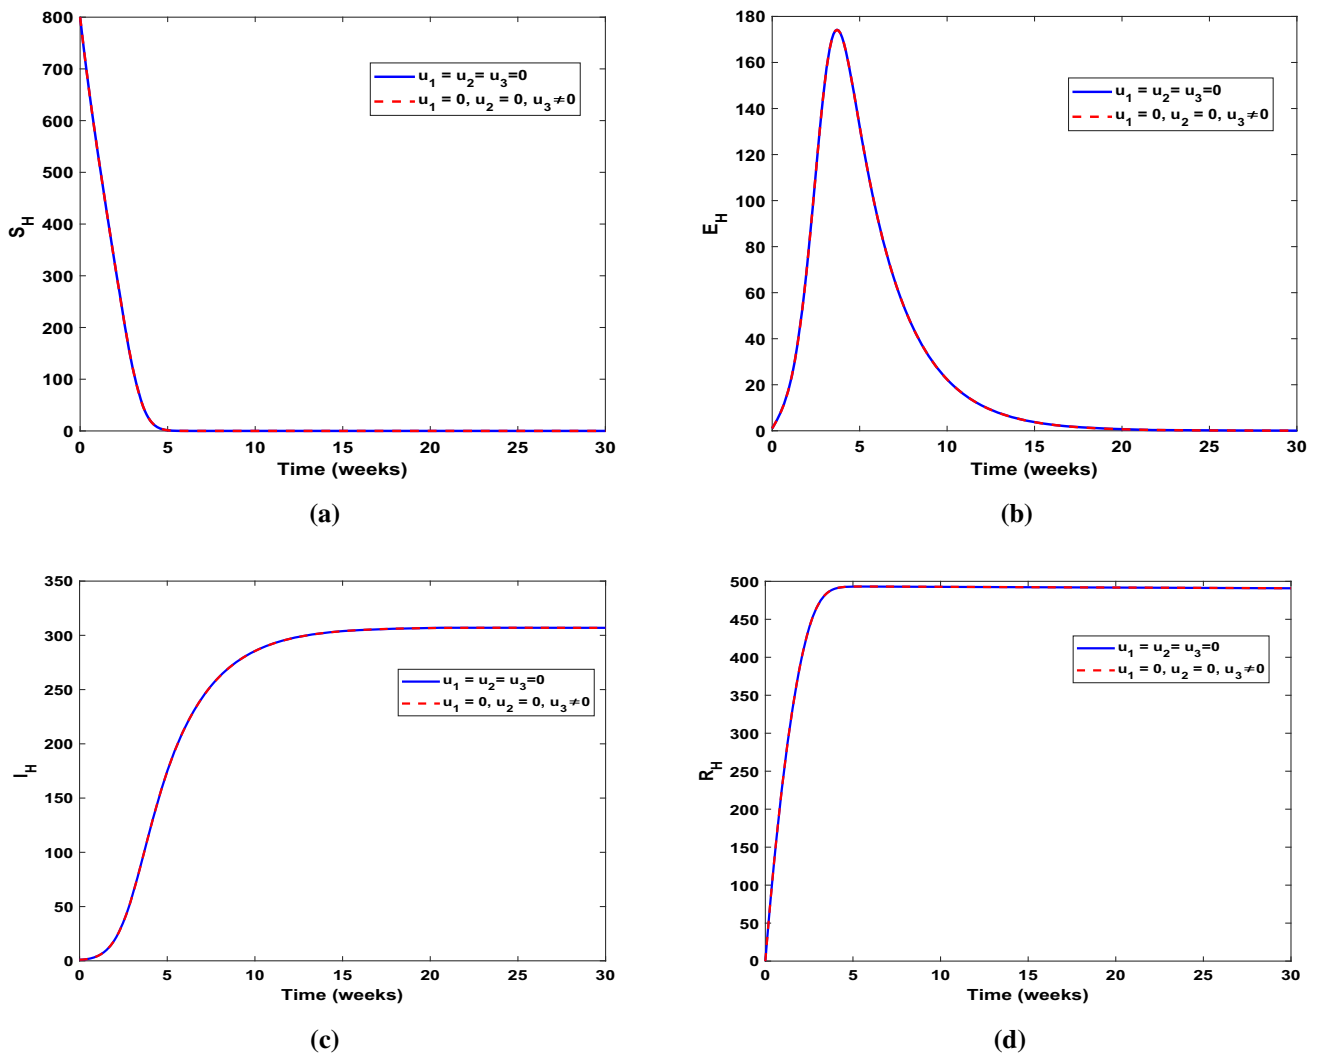 800
700
600
500
400
300
200
100
0
S_H
0 5 10 15 20 25 30
Time (weeks)
u_1 = u_2= u_3=0
u_1 = 0, u_2 = 0, u_3≠0
(a)
180
160
140
120
100
80
60
40
20
0
E_H
0 5 10 15 20 25 30
Time (weeks)
u_1 = u_2= u_3=0
u_1 = 0, u_2 = 0, u_3≠0
(b)
350
300
250
200
150
100
50
0
I_H
0 5 10 15 20 25 30
Time (weeks)
u_1 = u_2= u_3=0
u_1 = 0, u_2 = 0, u_3≠0
(c)
500
450
400
350
300
250
200
150
100
50
0
R_H
0 5 10 15 20 25 30
Time (weeks)
u_1 = u_2= u_3=0
u_1 = 0, u_2 = 0, u_3≠0
(d)